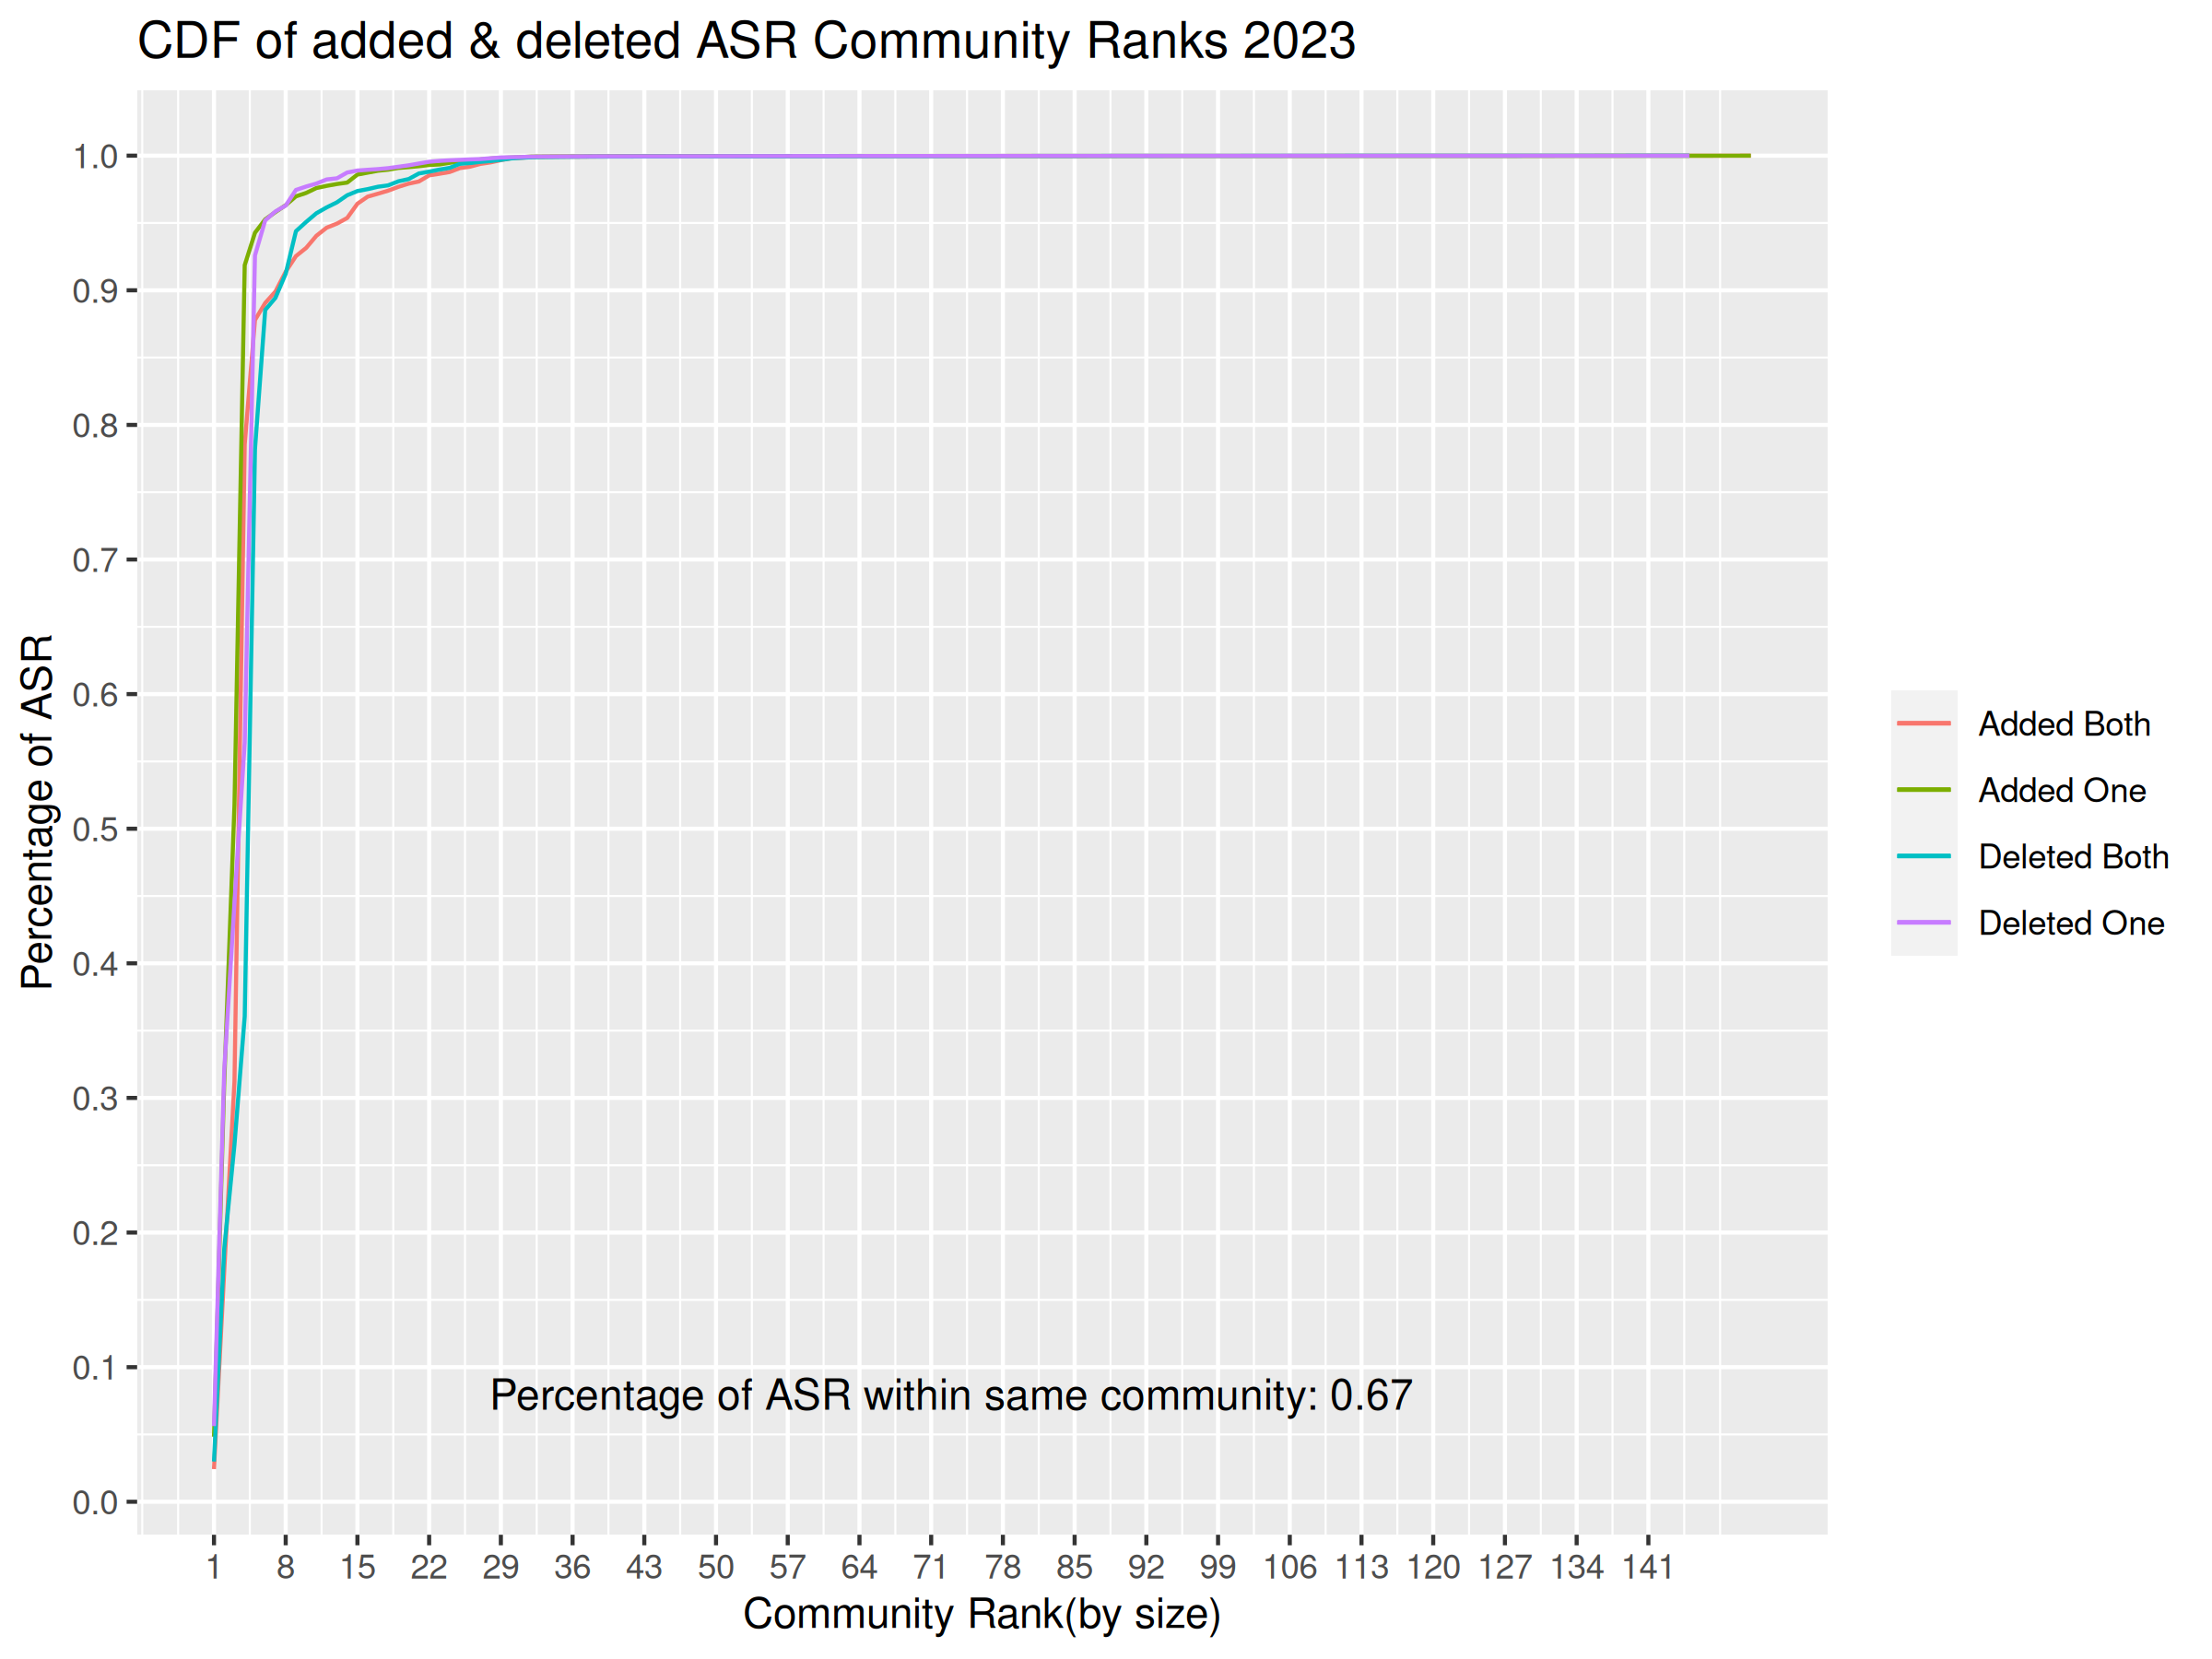 CDF of added & deleted ASR Community Ranks 2023
Percentage of ASR
1.0
0.9
0.8
0.7
0.6
0.5
0.4
0.3
0.2
0.1
0.0
Percentage of ASR within same community: 0.67
1 8 15 22 29 36 43 50 57 64 71 78 85 92 99 106 113 120 127 134 141
Community Rank(by size)
Added Both
Added One
Deleted Both
Deleted One